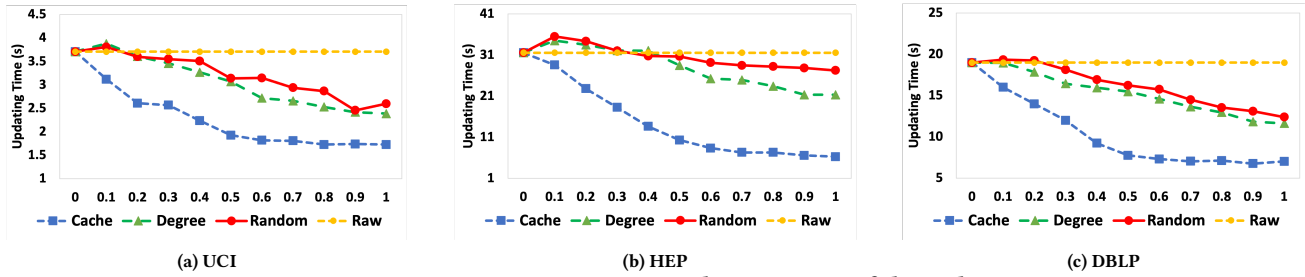 4.5
4
3.5
3
2.5
2
1.5
1
Updating Time (s)
0 0.1 0.2 0.3 0.4 0.5 0.6 0.7 0.8 0.9 1
Cache Degree Random Raw
(a) UCI
41
31
21
11
1
Updating Time (s)
0 0.1 0.2 0.3 0.4 0.5 0.6 0.7 0.8 0.9 1
Cache Degree Random Raw
(b) HEP
25
20
15
10
5
Updating Time (s)
0 0.1 0.2 0.3 0.4 0.5 0.6 0.7 0.8 0.9 1
Cache Degree Random Raw
(c) DBLP